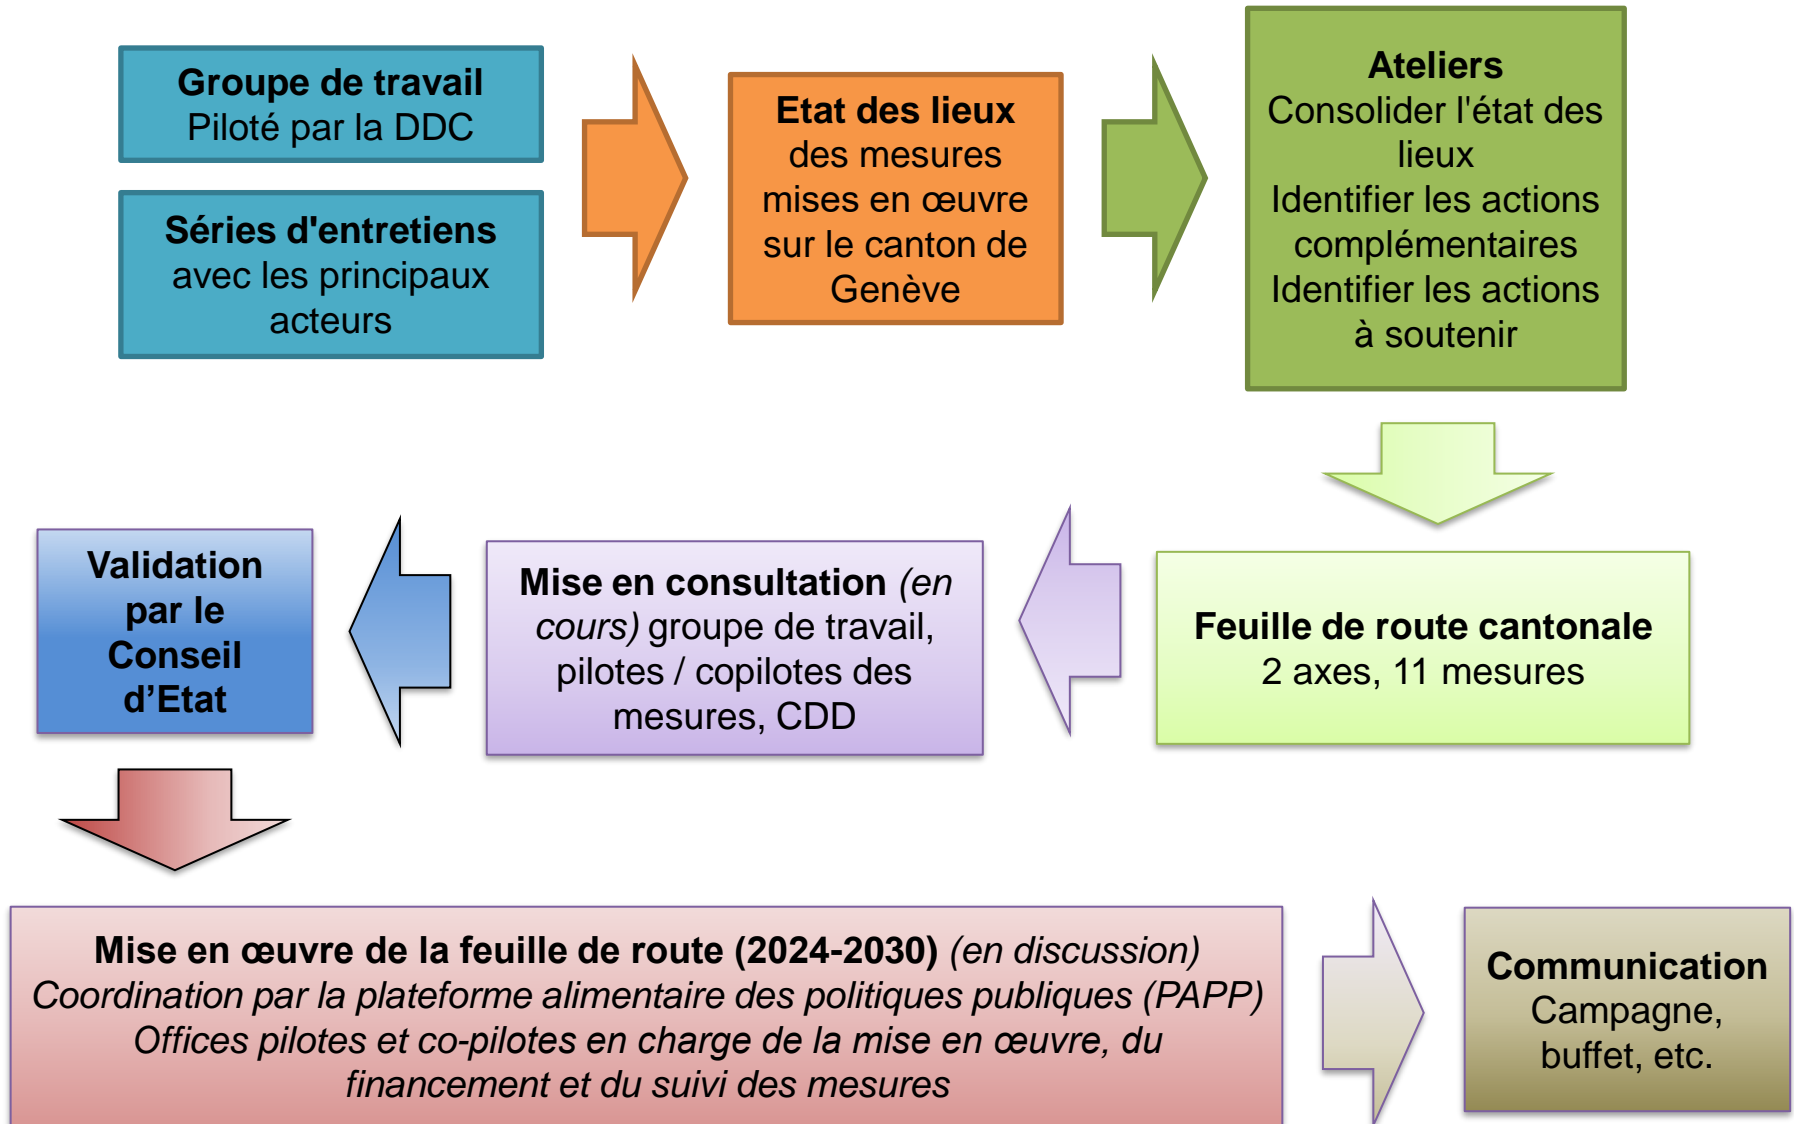 Groupe de travail
Piloté par la DDC
Séries d'entretiens
avec les principaux
acteurs
Etat des lieux
des mesures
mises en œuvre
sur le canton de
Genève
Ateliers
Consolider l'état des
lieux
Identifier les actions
complémentaires
Identifier les actions
à soutenir
Feuille de route cantonale
2 axes, 11 mesures
Mise en consultation (en
cours) groupe de travail,
pilotes / copilotes des
mesures, CDD
Validation
par le
Conseil
d’Etat
Mise en œuvre de la feuille de route (2024-2030) (en discussion)
Coordination par la plateforme alimentaire des politiques publiques (PAPP)
Offices pilotes et co-pilotes en charge de la mise en œuvre, du
financement et du suivi des mesures
Communication
Campagne,
buffet, etc.